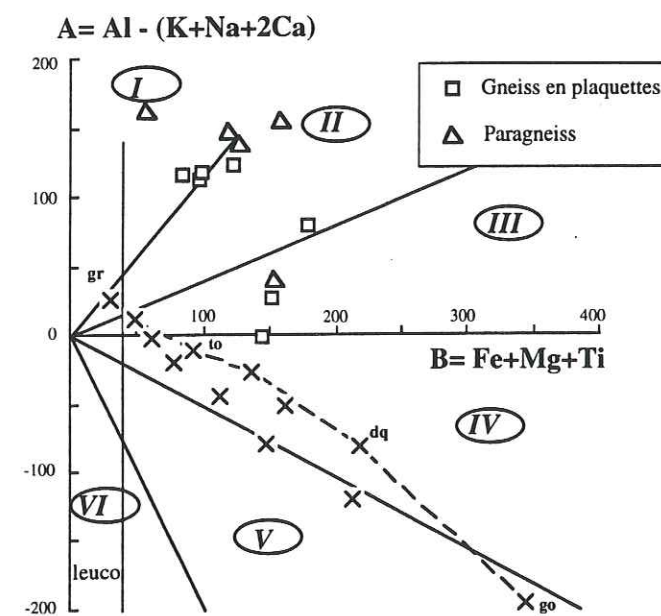 A= Al - (K+Na+2Ca)
200
I
Gneiss en plaquettes
II
Paragneiss
100
III
gr
0
to
100
200
300
400
B= Fe+Mg+Ti
dq
IV
-100
VI
V
leuco
-200
go